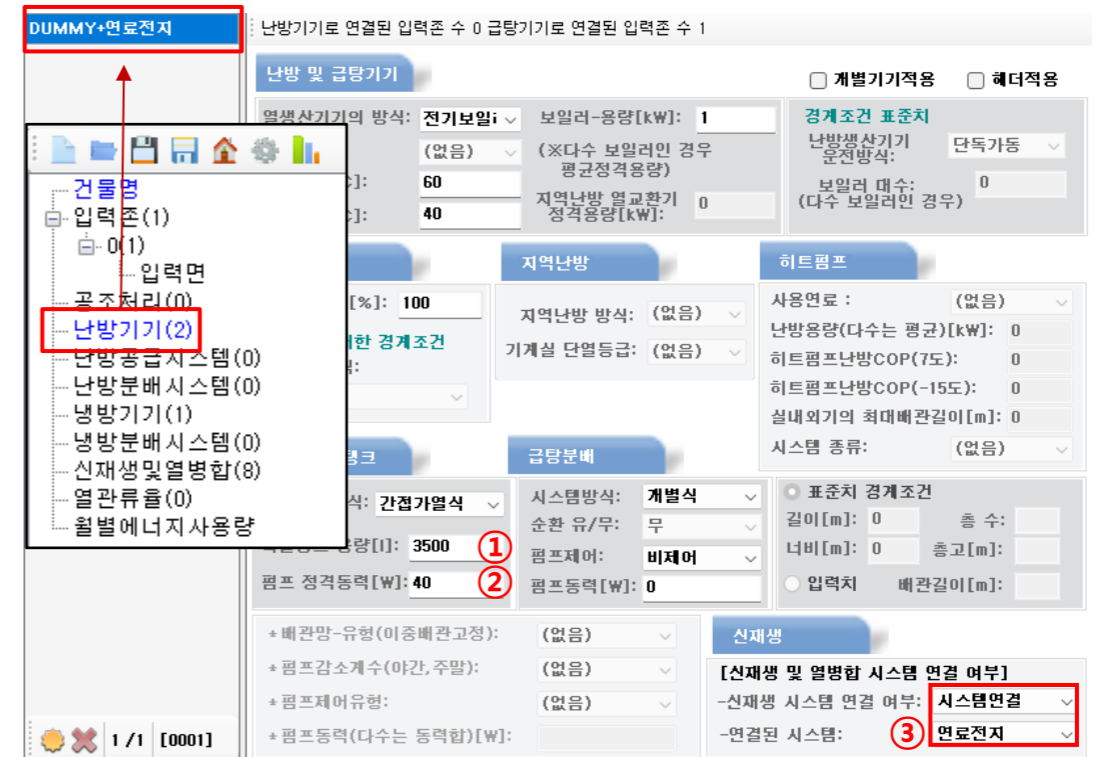 DUMMY+연료전지
난방기기로 연결된 입력존 수 0 급탕기기로 연결된 입력존 수 1
난방 및 급탕기기
개별기기적용
헤더적용
열생산기기의 방식: 전기보일i
보일러-용량[kW]: 1
경계조건 표준치
(없음)
(※다수 보일러인 경우
평균정격용량)
난방생산기기
운전방식: 단독가동
]: 60
지역난방 열교환기
정격용량[kW]: 0
보일러 대수: 0
(다수 보일러인 경우)
]: 40
건물명
입력존(1)
0(1)
입력면
공조처리(0)
난방기기(2)
난방공급시스템(0)
난방분배시스템(0)
냉방기기(1)
냉방분배시스템(0)
신재생및열병합(8)
열관류율(0)
월별에너지사용량
지역난방
히트펌프
[%]: 100
한 경계조건
지역난방 방식: (없음)
기계실 단열등급: (없음)
사용연료 : (없음)
난방용량(다수는 평균)[kW]: 0
히트펌프난방COP(7도): 0
히트펌프난방COP(-15도): 0
실내외기의 최대배관길이[m]: 0
시스템 종류: (없음)
탱크
급탕분배
식: 간접가열식
용량[l]: 3500 ①
펌프 정격동력[W]: 40 ②
시스템방식: 개별식
순환 유/무: 무
펌프제어: 비제어
펌프동력[W]: 0
표준치 경계조건
길이[m]: 0 층 수:
너비[m]: 0 층고[m]:
입력치 배관길이[m]:
*배관망-유형(이중배관고정): (없음)
*펌프감소계수(야간,주말): (없음)
*펌프제어유형: (없음)
*펌프동력(다수는 동력합)[W]:
신재생
[신재생 및 열병합 시스템 연결 여부]
-신재생 시스템 연결 여부: 시스템연결
-연결된 시스템: ③ 연료전지
1 /1 [0001]